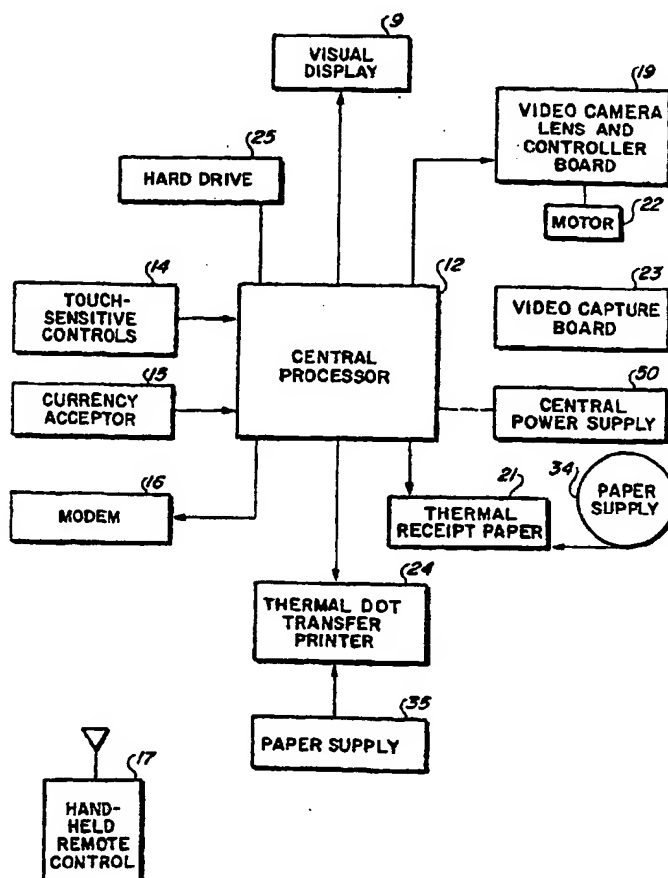 9
VISUAL
DISPLAY
19
VIDEO CAMERA
LENS AND
CONTROLLER
BOARD
25
HARD DRIVE
22
MOTOR
14
TOUCH-
SENSITIVE
CONTROLS
12
CENTRAL
PROCESSOR
23
VIDEO CAPTURE
BOARD
15
CURRENCY
ACCEPTOR
50
CENTRAL
POWER SUPPLY
16
MODEM
21
THERMAL
RECEIPT PAPER
34
PAPER
SUPPLY
24
THERMAL DOT
TRANSFER
PRINTER
35
PAPER SUPPLY
17
HAND-
HELD
REMOTE
CONTROL